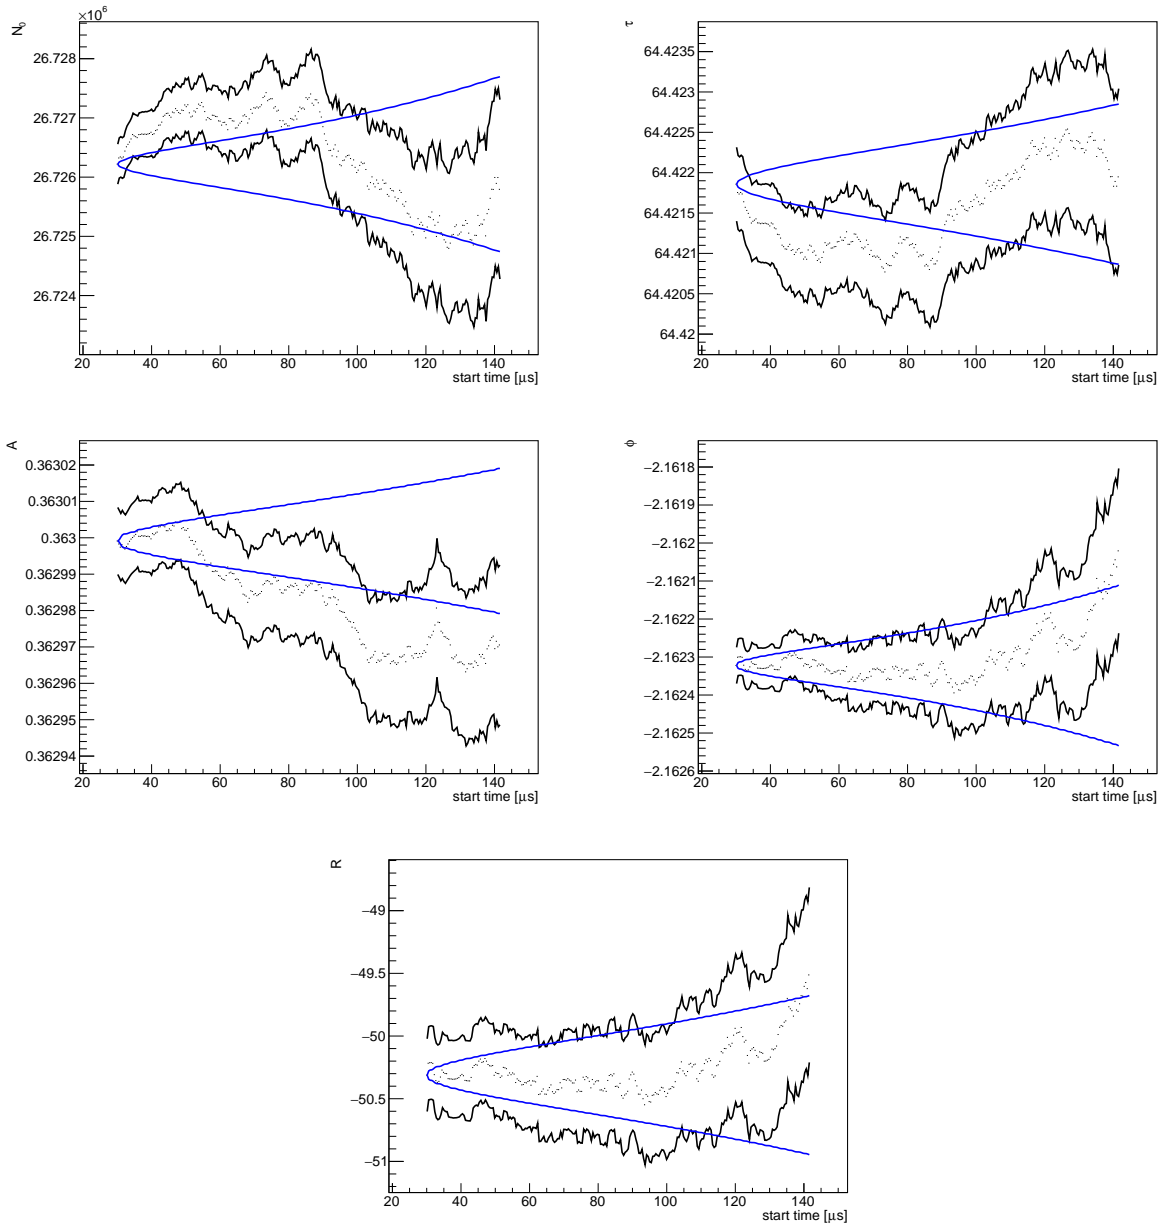 ×10⁶
N₀
26.728
26.727
26.726
26.725
26.724
20 40 60 80 100 120 140
start time [μs]
τ
64.4235
64.423
64.4225
64.422
64.4215
64.421
64.4205
64.42
20 40 60 80 100 120 140
start time [μs]
A
0.36302
0.36301
0.363
0.36299
0.36298
0.36297
0.36296
0.36295
0.36294
20 40 60 80 100 120 140
start time [μs]
ϕ
−2.1618
−2.1619
−2.162
−2.1621
−2.1622
−2.1623
−2.1624
−2.1625
−2.1626
20 40 60 80 100 120 140
start time [μs]
R
−49
−49.5
−50
−50.5
−51
20 40 60 80 100 120 140
start time [μs]